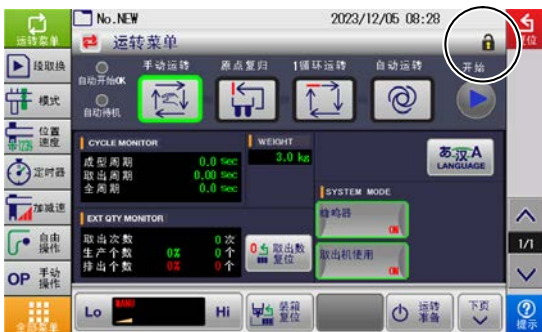 No.NEW 2023/12/05 08:28
运转菜单
运转菜单
复位
段取换
模式
位置
速度
定时器
加减速
自由
操作
OP 手动
操作
全部菜单
自动开始OK
自动待机
手动运转
原点复归
1循环运转
自动运转
开始
CYCLE MONITOR
成型周期 0.0 sec
取出周期 0.00 sec
全周期 0.0 sec
WEIGHT
3.0 kg
あ汉A
LANGUAGE
EXT QTY MONITOR
取出次数 0 次
生产个数 0% 0 个
排出个数 0% 0 个
取出数
复位
SYSTEM MODE
蜂鸣器
ON
取出机使用
ON
1/1
Lo Hi
装箱
复位
运转
准备
下页
提示